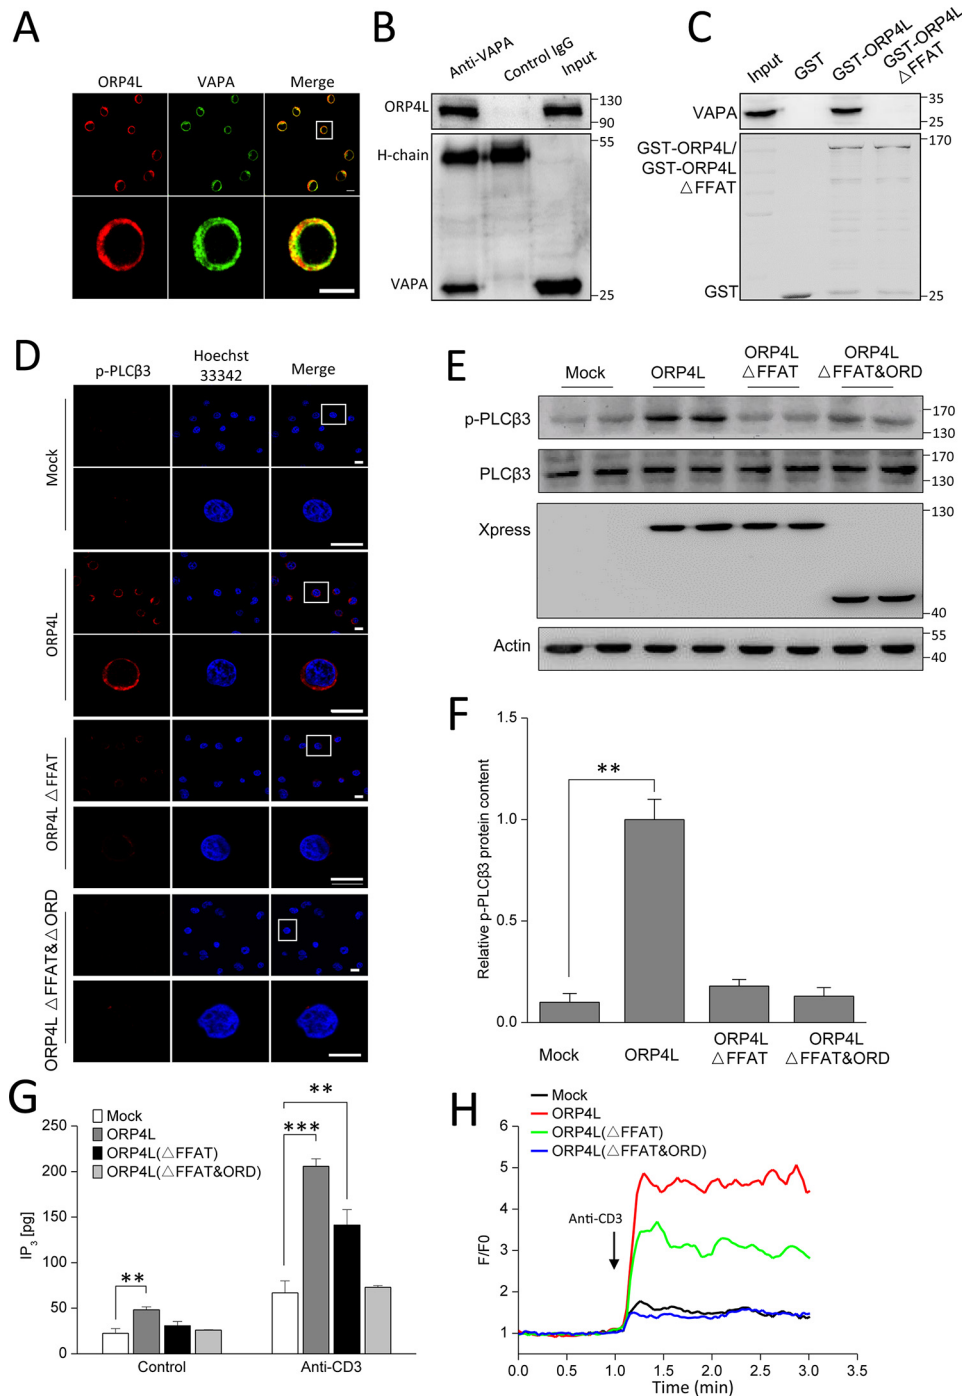 A
ORP4L VAPA Merge
B
Anti-VAPA
Control IgG
Input
ORP4L
130
90
H-chain
55
VAPA
25
C
Input
GST
GST-ORP4L
GST-ORP4L
△FFAT
VAPA
35
25
GST-ORP4L/
GST-ORP4L
△FFAT
170
GST
25
D
p-PLCβ3
Hoechst
33342
Merge
Mock
ORP4L
ORP4L △FFAT
ORP4L △FFAT&△ORD
E
Mock
ORP4L
ORP4L
△FFAT
ORP4L
△FFAT&ORD
p-PLCβ3
170
130
PLCβ3
170
130
Xpress
130
40
Actin
55
40
F
Relative p-PLCβ3 protein content
1.5
1.0
0.5
0.0
**
Mock
ORP4L
ORP4L
△FFAT
ORP4L
△FFAT&ORD
G
Mock
ORP4L
ORP4L(△FFAT)
ORP4L(△FFAT&ORD)
IP3 [pg]
250
200
150
100
50
0
**
**
***
Control
Anti-CD3
H
Mock
ORP4L
ORP4L(△FFAT)
ORP4L(△FFAT&ORD)
Anti-CD3
F/F0
6
5
4
3
2
1
0.0 0.5 1.0 1.5 2.0 2.5 3.0 3.5
Time (min)